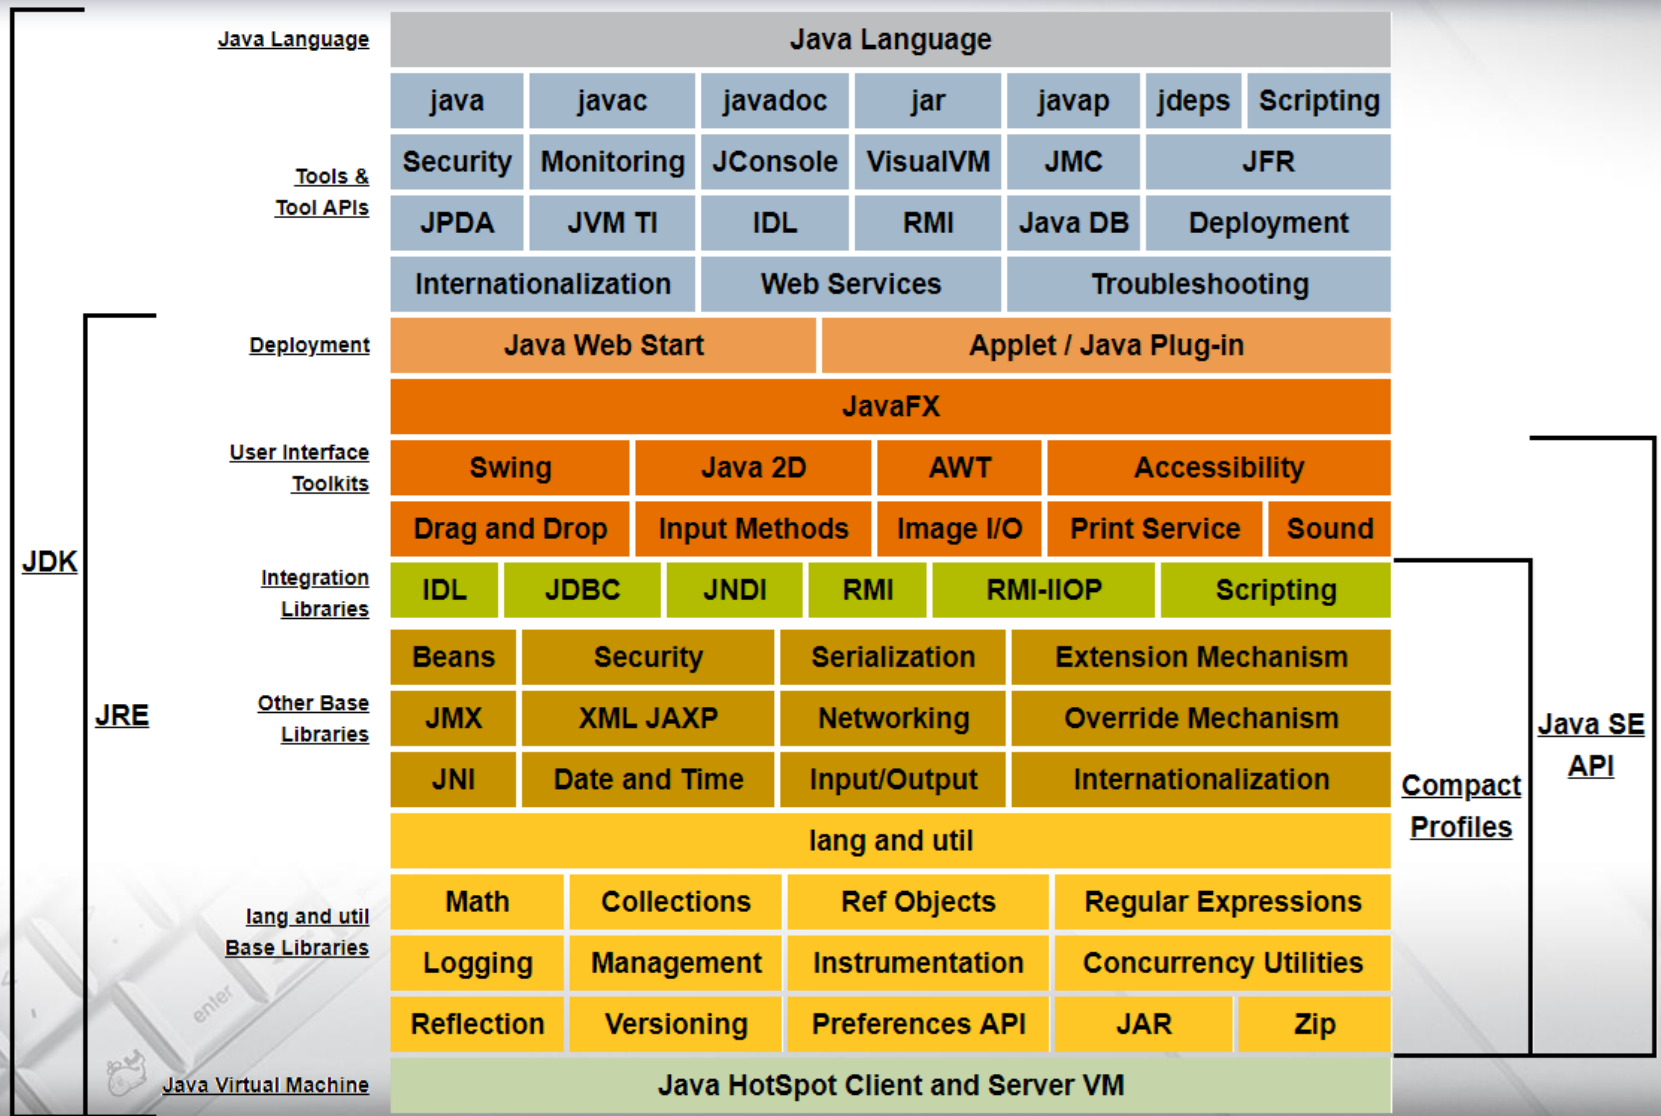 Java Language
Java Language
java javac javadoc jar javap jdeps Scripting
Security Monitoring JConsole VisualVM JMC JFR
Tools &
Tool APIs
JPDA JVM TI IDL RMI Java DB Deployment
Internationalization Web Services Troubleshooting
Deployment
Java Web Start Applet / Java Plug-in
JavaFX
User Interface
Toolkits
Swing Java 2D AWT Accessibility
Drag and Drop Input Methods Image I/O Print Service Sound
JDK
Integration
Libraries
IDL JDBC JNDI RMI RMI-IIOP Scripting
Beans Security Serialization Extension Mechanism
JRE
Other Base
Libraries
JMX XML JAXP Networking Override Mechanism
Java SE
API
JNI Date and Time Input/Output Internationalization
Compact
Profiles
lang and util
lang and util
Base Libraries
Math Collections Ref Objects Regular Expressions
Logging Management Instrumentation Concurrency Utilities
Reflection Versioning Preferences API JAR Zip
enter
Java Virtual Machine
Java HotSpot Client and Server VM